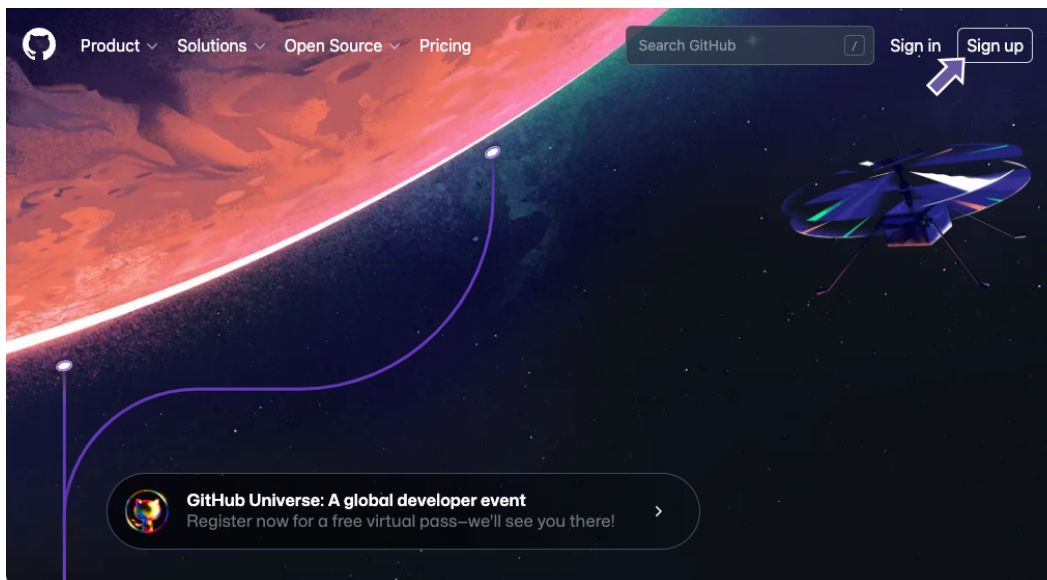 Product Solutions Open Source Pricing Search GitHub / Sign in Sign up
GitHub Universe: A global developer event
Register now for a free virtual pass—we'll see you there!